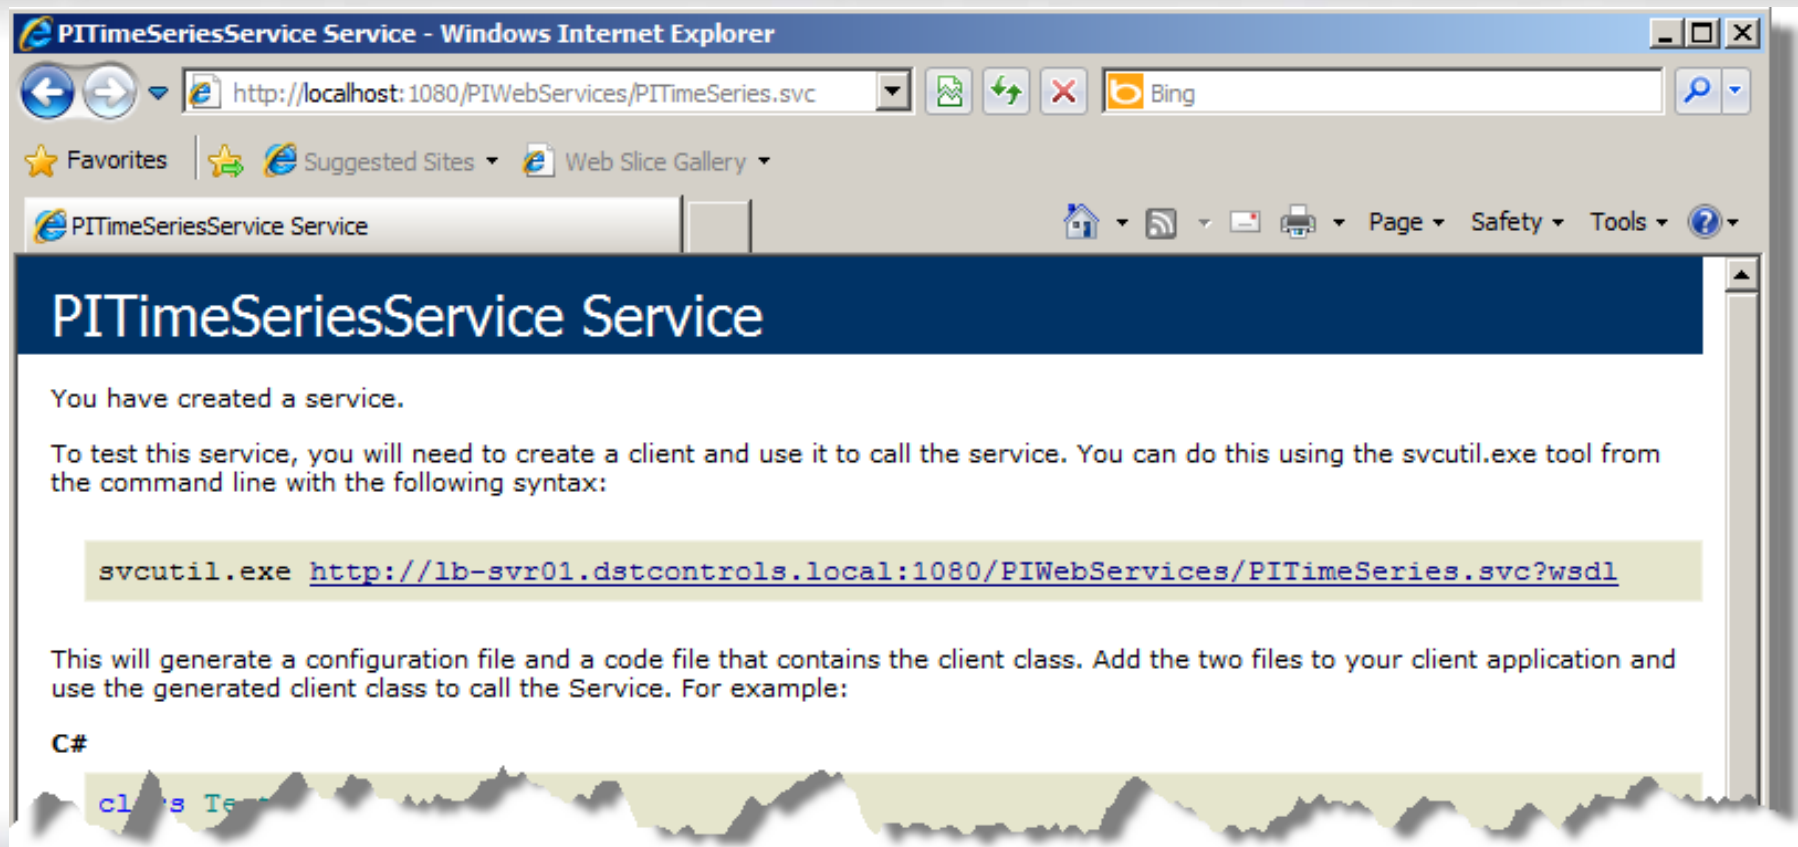 PITimeSeriesService Service - Windows Internet Explorer
http://localhost:1080/PIWebServices/PITimeSeries.svc
Bing
Favorites
Suggested Sites
Web Slice Gallery
PITimeSeriesService Service
Page
Safety
Tools
PITimeSeriesService Service
You have created a service.
To test this service, you will need to create a client and use it to call the service. You can do this using the svcutil.exe tool from
the command line with the following syntax:
svcutil.exe http://lb-svr01.dstcontrols.local:1080/PIWebServices/PITimeSeries.svc?wsdl
This will generate a configuration file and a code file that contains the client class. Add the two files to your client application and
use the generated client class to call the Service. For example:
C#